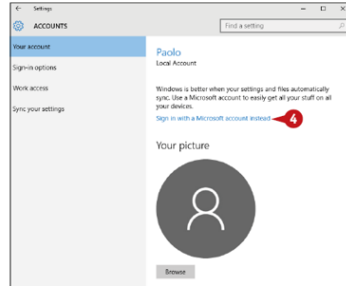 Settings
ACCOUNTS
Find a setting
Your account
Sign-in options
Work access
Sync your settings
Paolo
Local Account
Windows is better when your settings and files automatically
sync. Use a Microsoft account to easily get all your stuff on all
your devices.
Sign in with a Microsoft account instead
4
Your picture
Browse